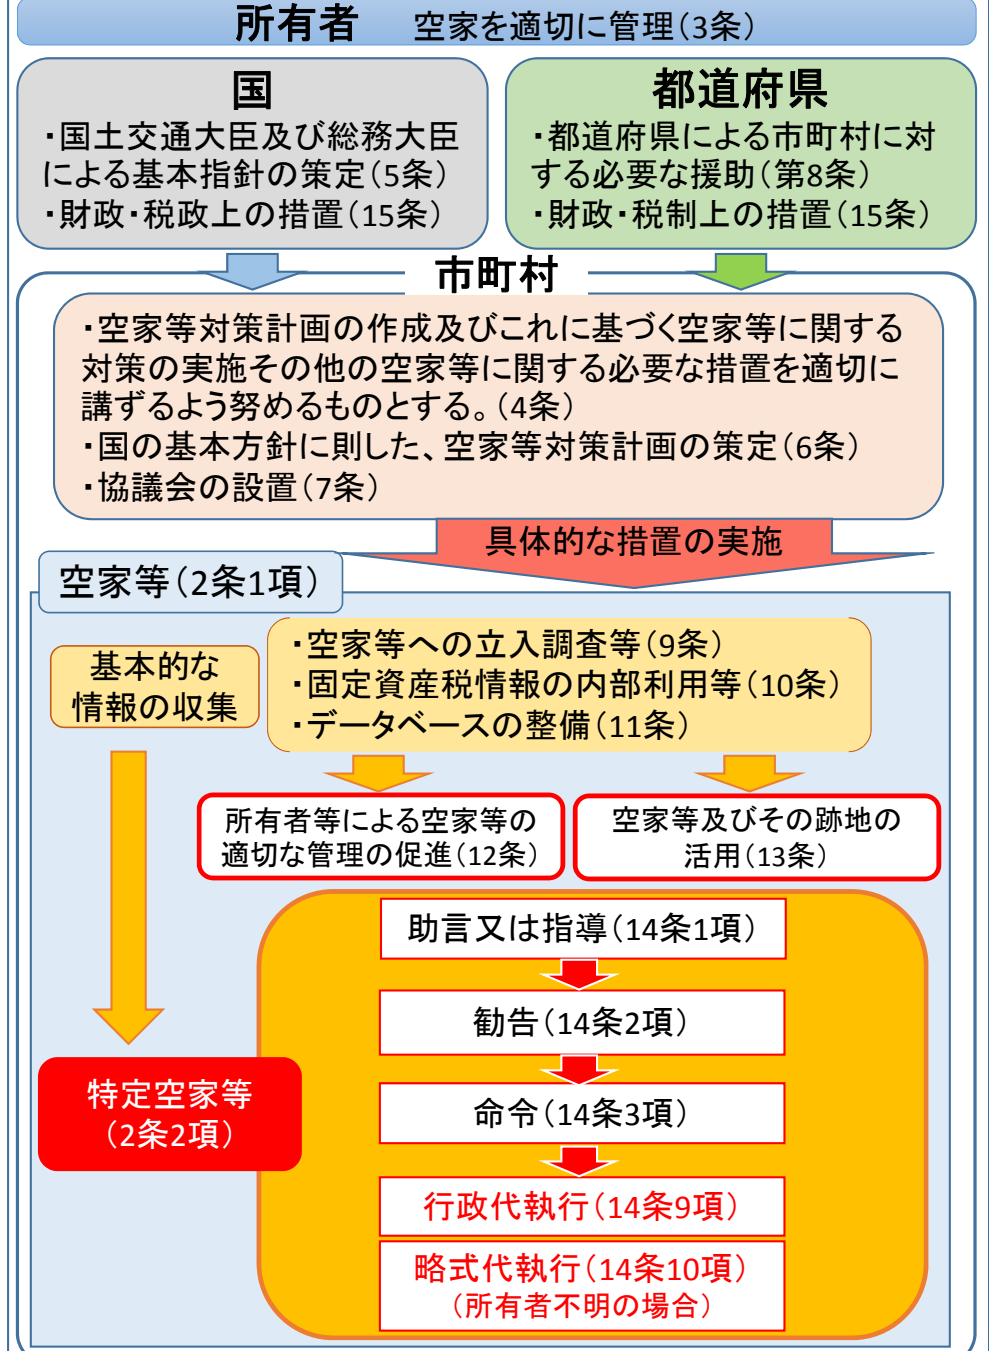 所有者 空家を適切に管理(3条)
国
・国土交通大臣及び総務大臣
による基本指針の策定(5条)
・財政・税政上の措置(15条)
都道府県
・都道府県による市町村に対
する必要な援助(第8条)
・財政・税制上の措置(15条)
市町村
・空家等対策計画の作成及びこれに基づく空家等に関する
対策の実施その他の空家等に関する必要な措置を適切に
講ずるよう努めるものとする。(4条)
・国の基本方針に則した、空家等対策計画の策定(6条)
・協議会の設置(7条)
具体的な措置の実施
空家等(2条1項)
基本的な
情報の収集
・空家等への立入調査等(9条)
・固定資産税情報の内部利用等(10条)
・データベースの整備(11条)
所有者等による空家等の
適切な管理の促進(12条)
空家等及びその跡地の
活用(13条)
助言又は指導(14条1項)
勧告(14条2項)
命令(14条3項)
特定空家等
(2条2項)
行政代執行(14条9項)
略式代執行(14条10項)
(所有者不明の場合)